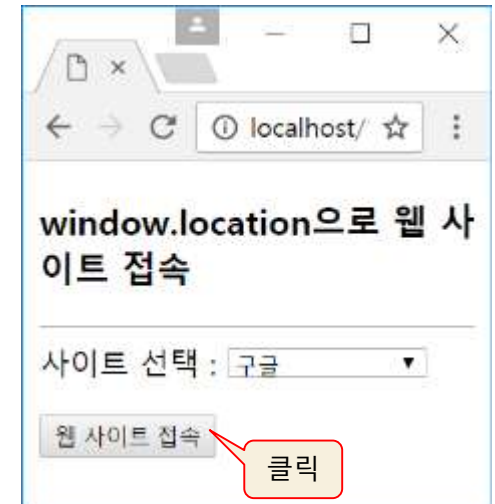 localhost/
window.location으로 웹 사
이트 접속
사이트 선택 : 구글
웹 사이트 접속
클릭